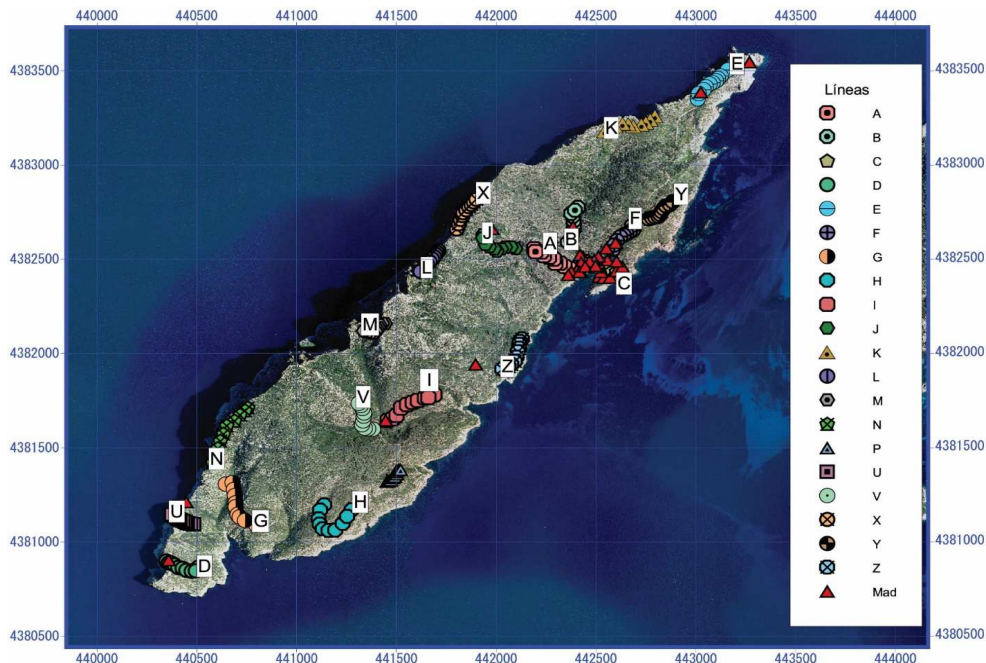 440000 440500 441000 441500 442000 442500 443000 443500 444000
4383500 4383500
4383000 4383000
4382500 4382500
4382000 4382000
4381500 4381500
4381000 4381000
4380500 4380500
440000 440500 441000 441500 442000 442500 443000 443500 444000
E
K
X
Y
F
J
A
B
L
C
M
Z
I
V
N
H
U
G
D
Líneas
A
B
C
D
E
F
G
H
I
J
K
L
M
N
P
U
V
X
Y
Z
Mad